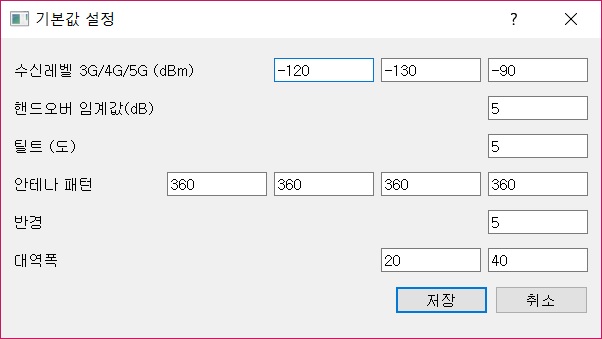 기본값 설정 ?
수신레벨 3G/4G/5G (dBm) -120 -130 -90
핸드오버 임계값(dB) 5
틸트 (도) 5
안테나 패턴 360 360 360 360
반경 5
대역폭 20 40
저장 취소